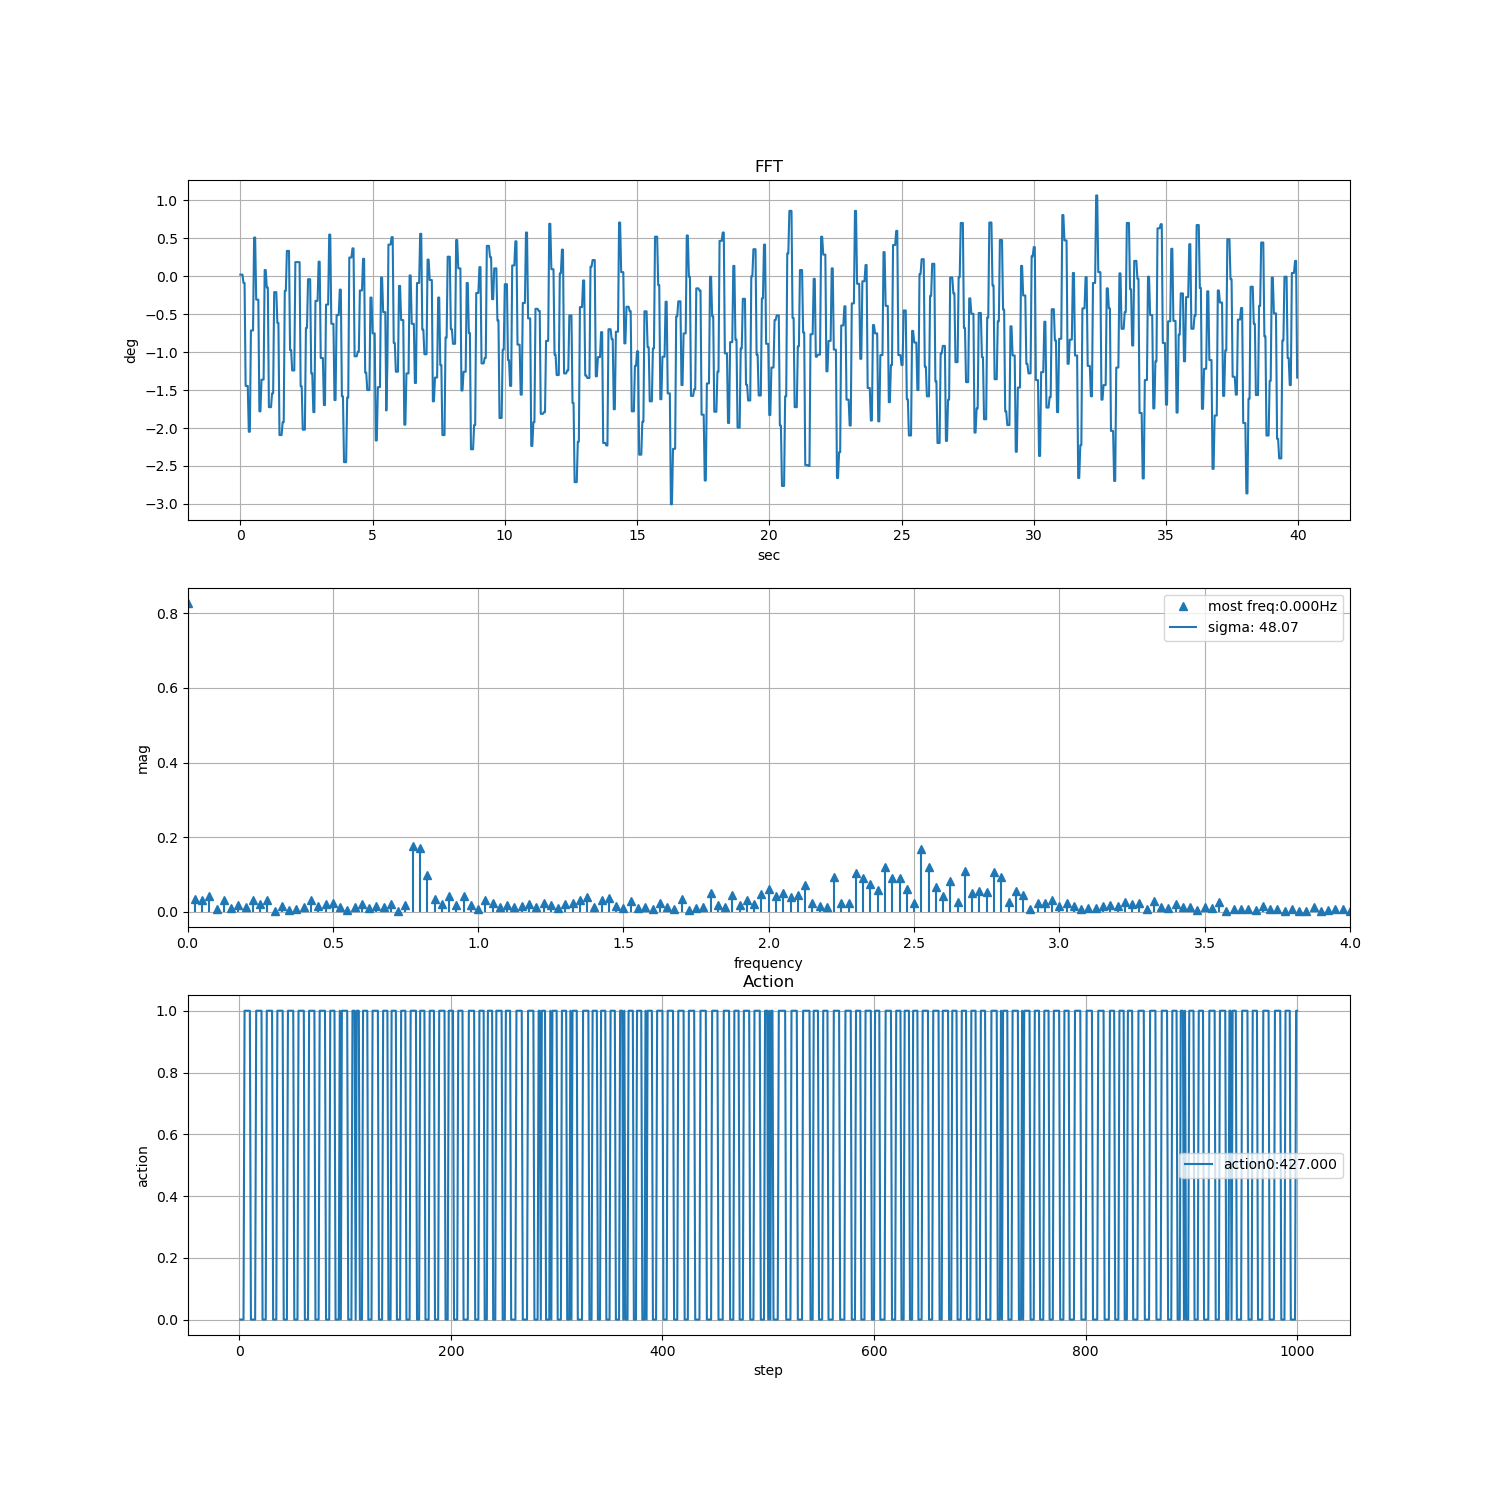 FFT
1.0
0.5
0.0
−0.5
−1.0
−1.5
−2.0
−2.5
−3.0
deg
0 5 10 15 20 25 30 35 40
sec
most freq:0.000Hz
sigma: 48.07
0.8
0.6
0.4
0.2
0.0
mag
0.0 0.5 1.0 1.5 2.0 2.5 3.0 3.5 4.0
frequency
Action
1.0
0.8
0.6
0.4
0.2
0.0
action
action0:427.000
0 200 400 600 800 1000
step